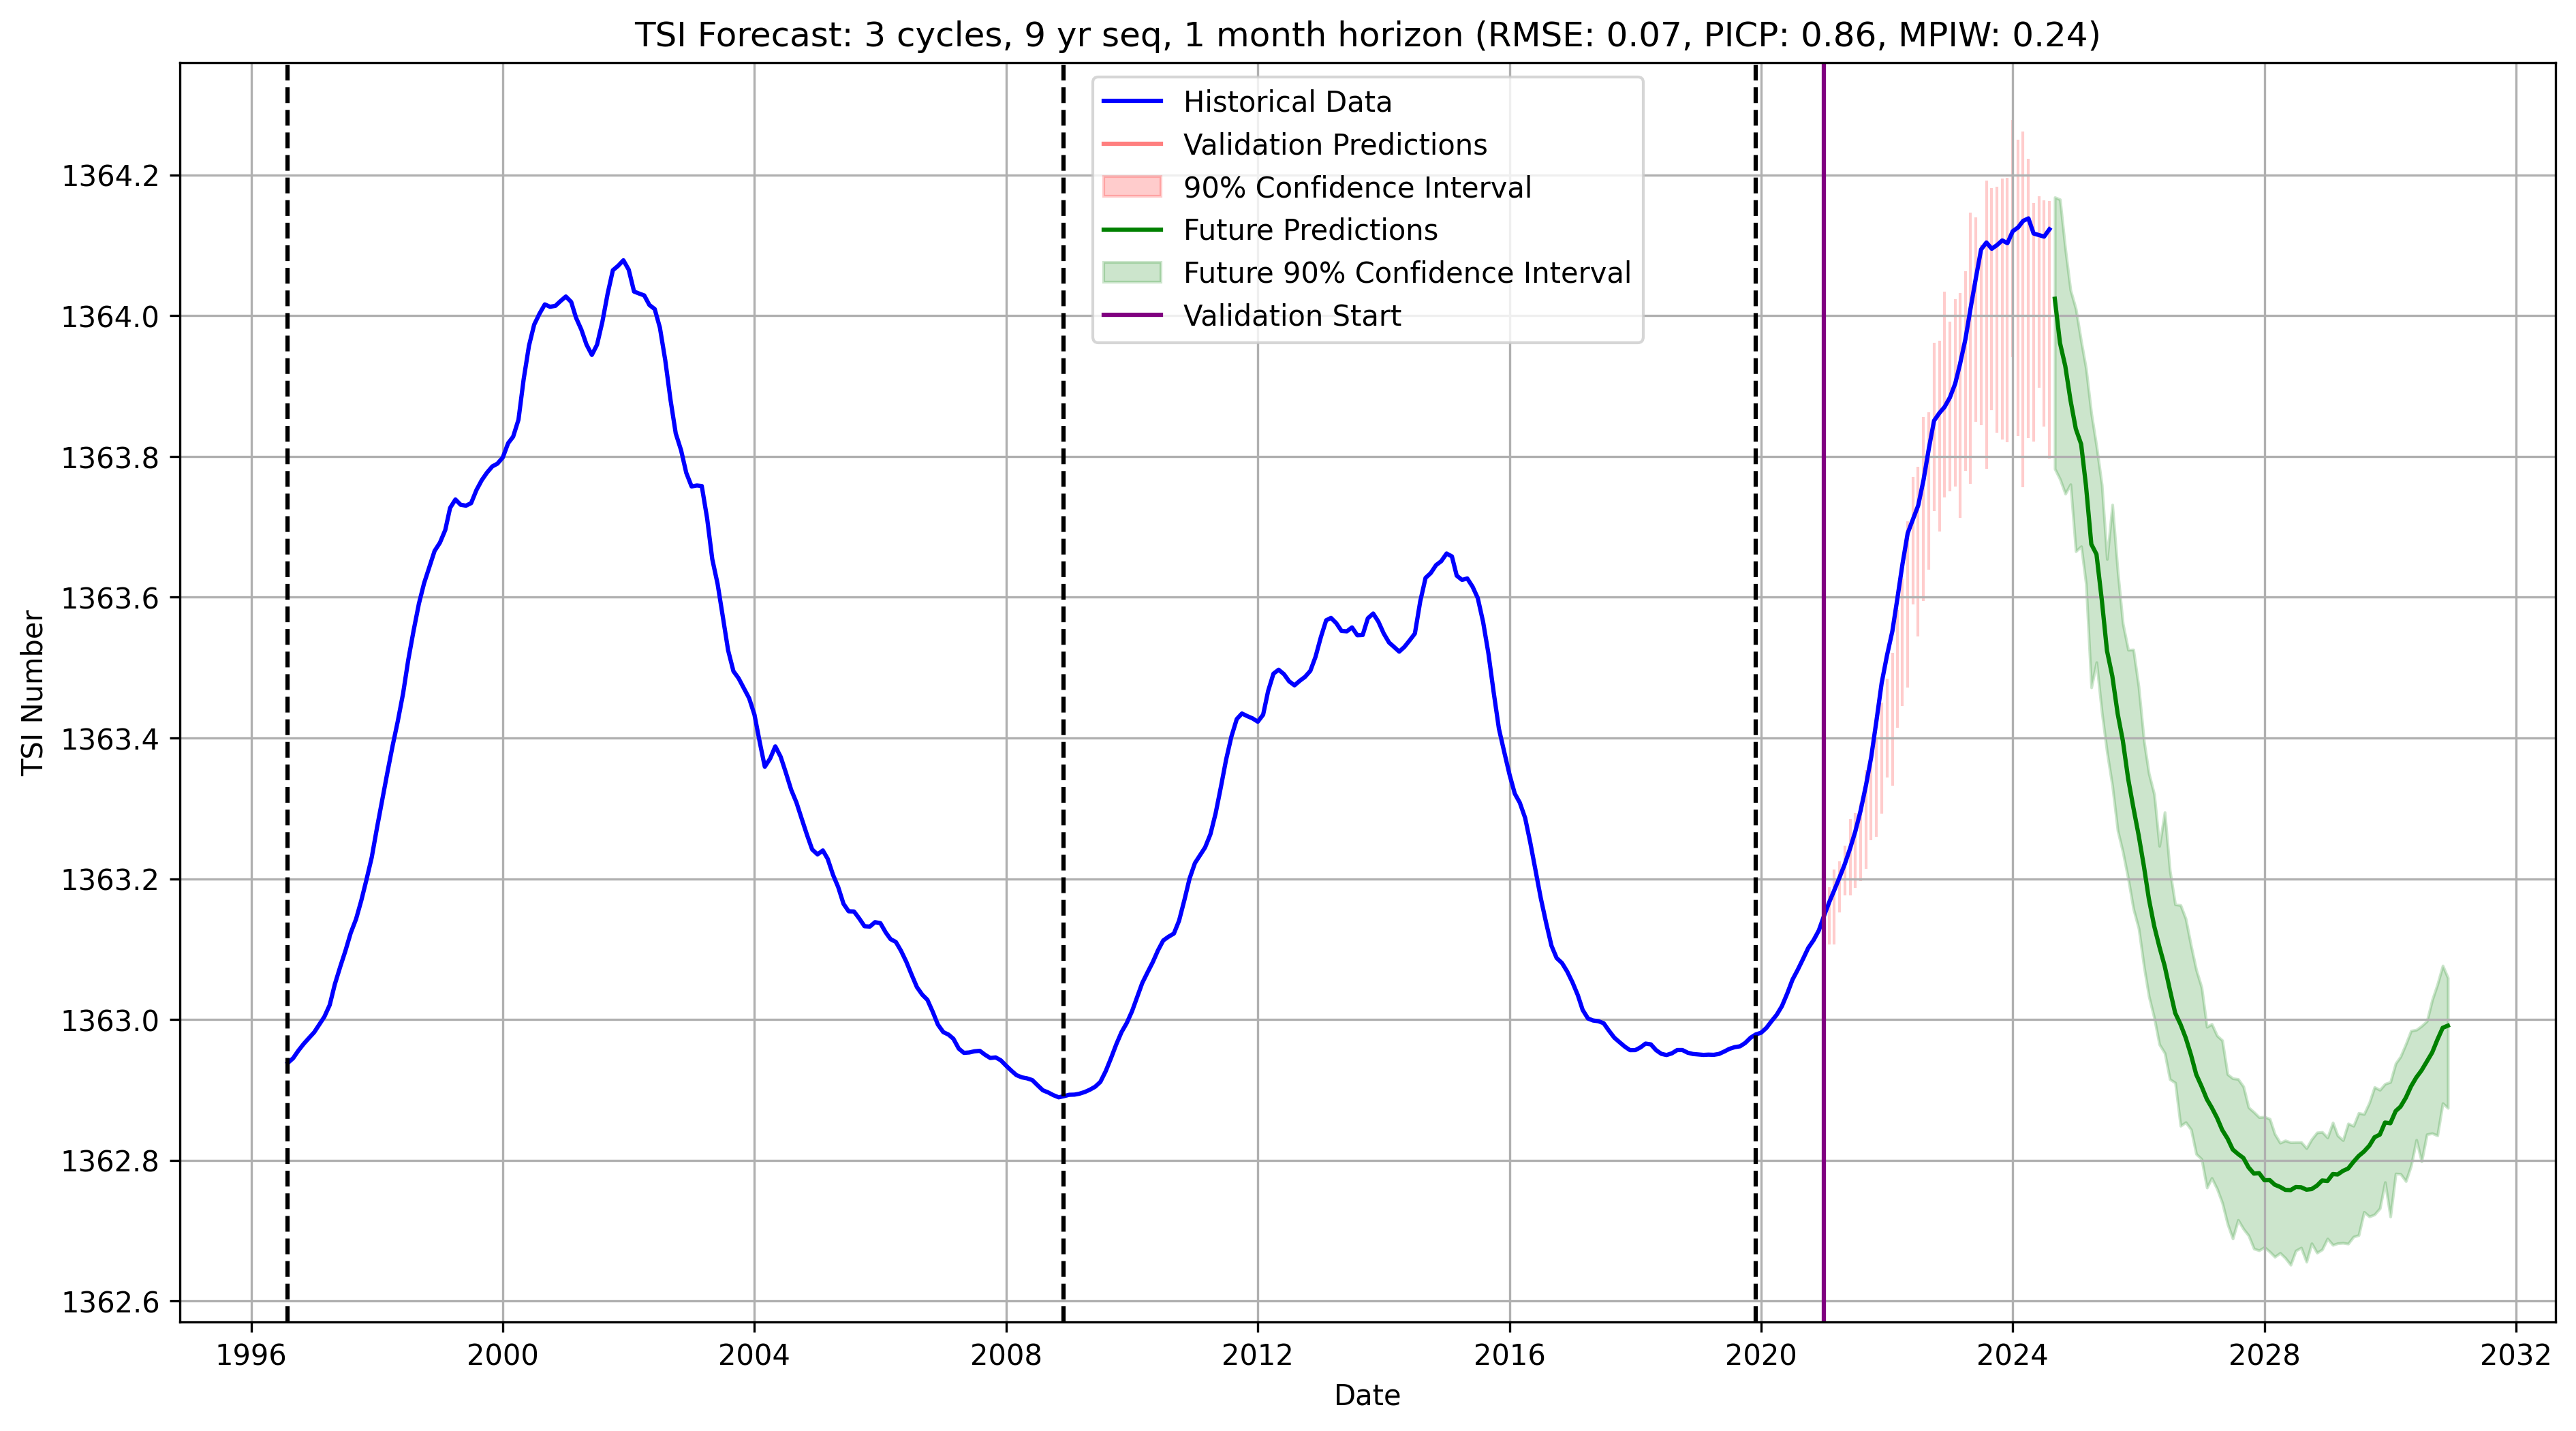 TSI Forecast: 3 cycles, 9 yr seq, 1 month horizon (RMSE: 0.07, PICP: 0.86, MPIW: 0.24)
Historical Data
Validation Predictions
90% Confidence Interval
Future Predictions
Future 90% Confidence Interval
Validation Start
TSI Number
1364.2
1364.0
1363.8
1363.6
1363.4
1363.2
1363.0
1362.8
1362.6
1996 2000 2004 2008 2012 2016 2020 2024 2028 2032
Date